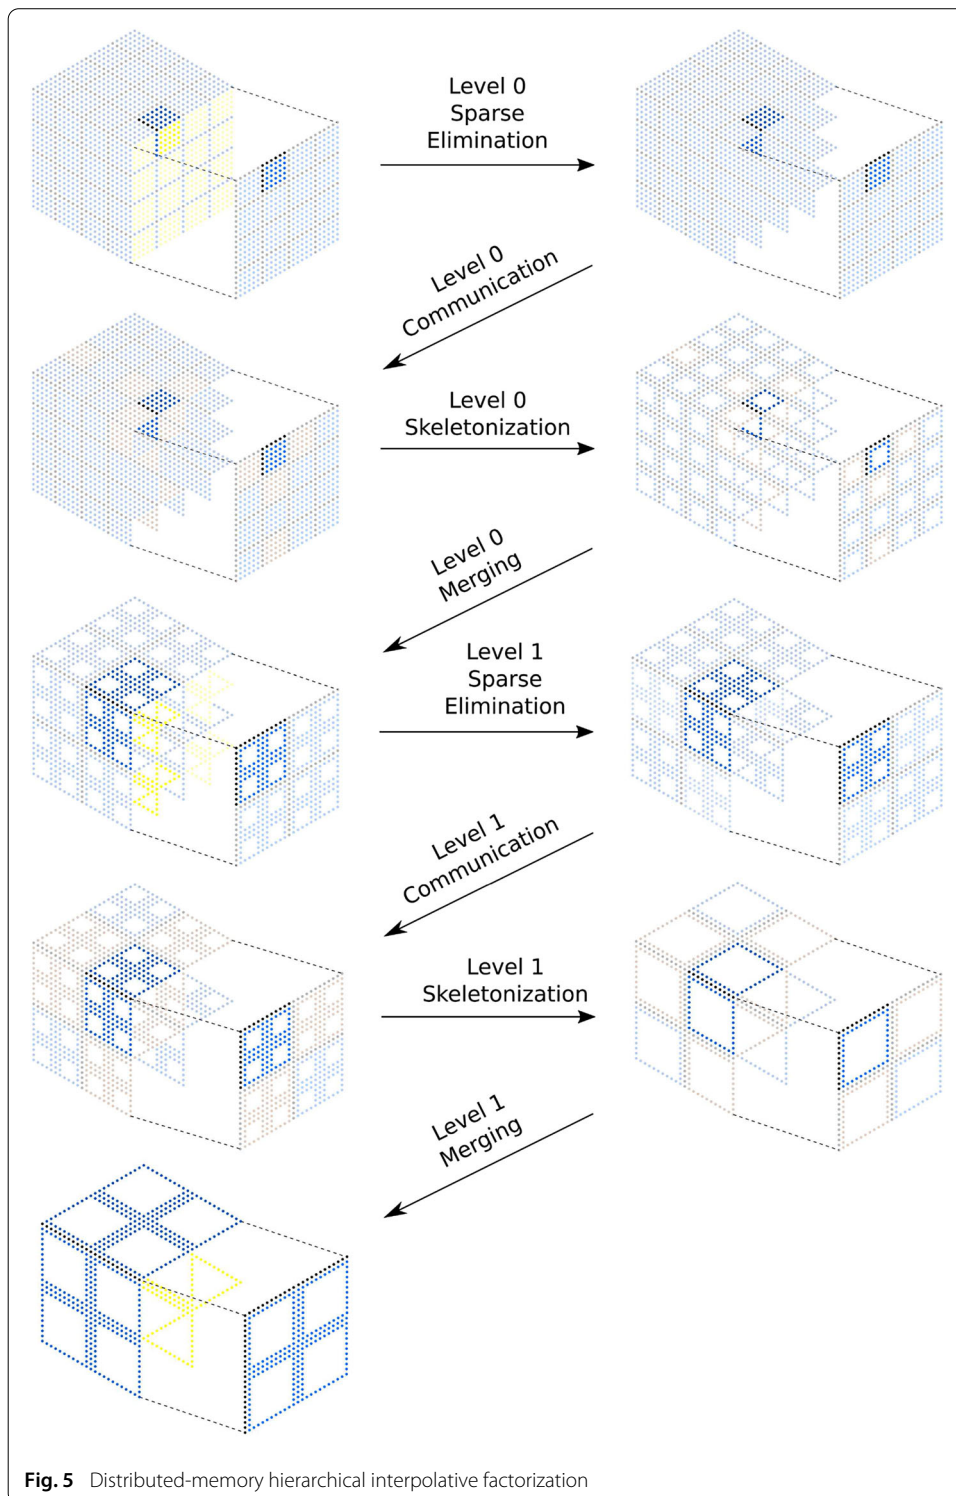 Level 0
Sparse
Elimination
Level 0
Communication
Level 0
Skeletonization
Level 0
Merging
Level 1
Sparse
Elimination
Level 1
Communication
Level 1
Skeletonization
Level 1
Merging
Fig. 5 Distributed-memory hierarchical interpolative factorization